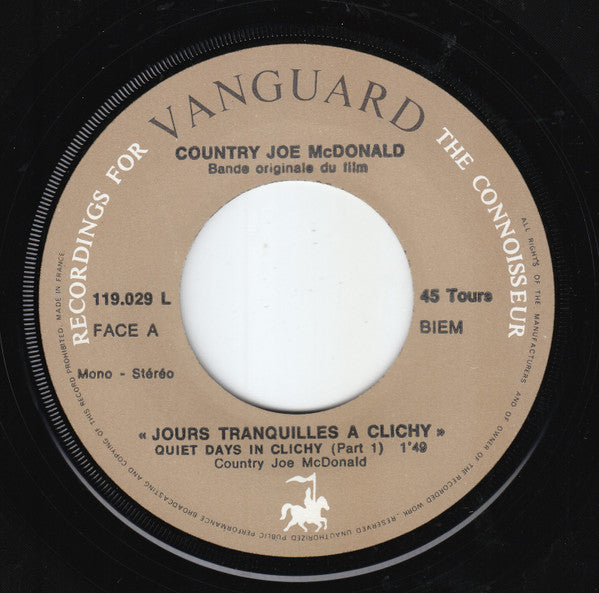 RECORDINGS FOR VANGUARD THE CONNOISSEUR
COUNTRY JOE McDONALD
Bande originale du film
119.029 L
45 Tours
FACE A
BIEM
Mono - Stéréo
« JOURS TRANQUILLES A CLICHY »
QUIET DAYS IN CLICHY (Part 1) 1'49
Country Joe McDonald
ALL RIGHTS OF THE MANUFACTURERS AND OF OWNER OF THE RECORDED WORK - RESERVED UNAUTHORIZED PUBLIC PERFORMANCE BROADCASTING AND COPYING OF THIS RECORD PROHIBITED. MADE IN FRANCE